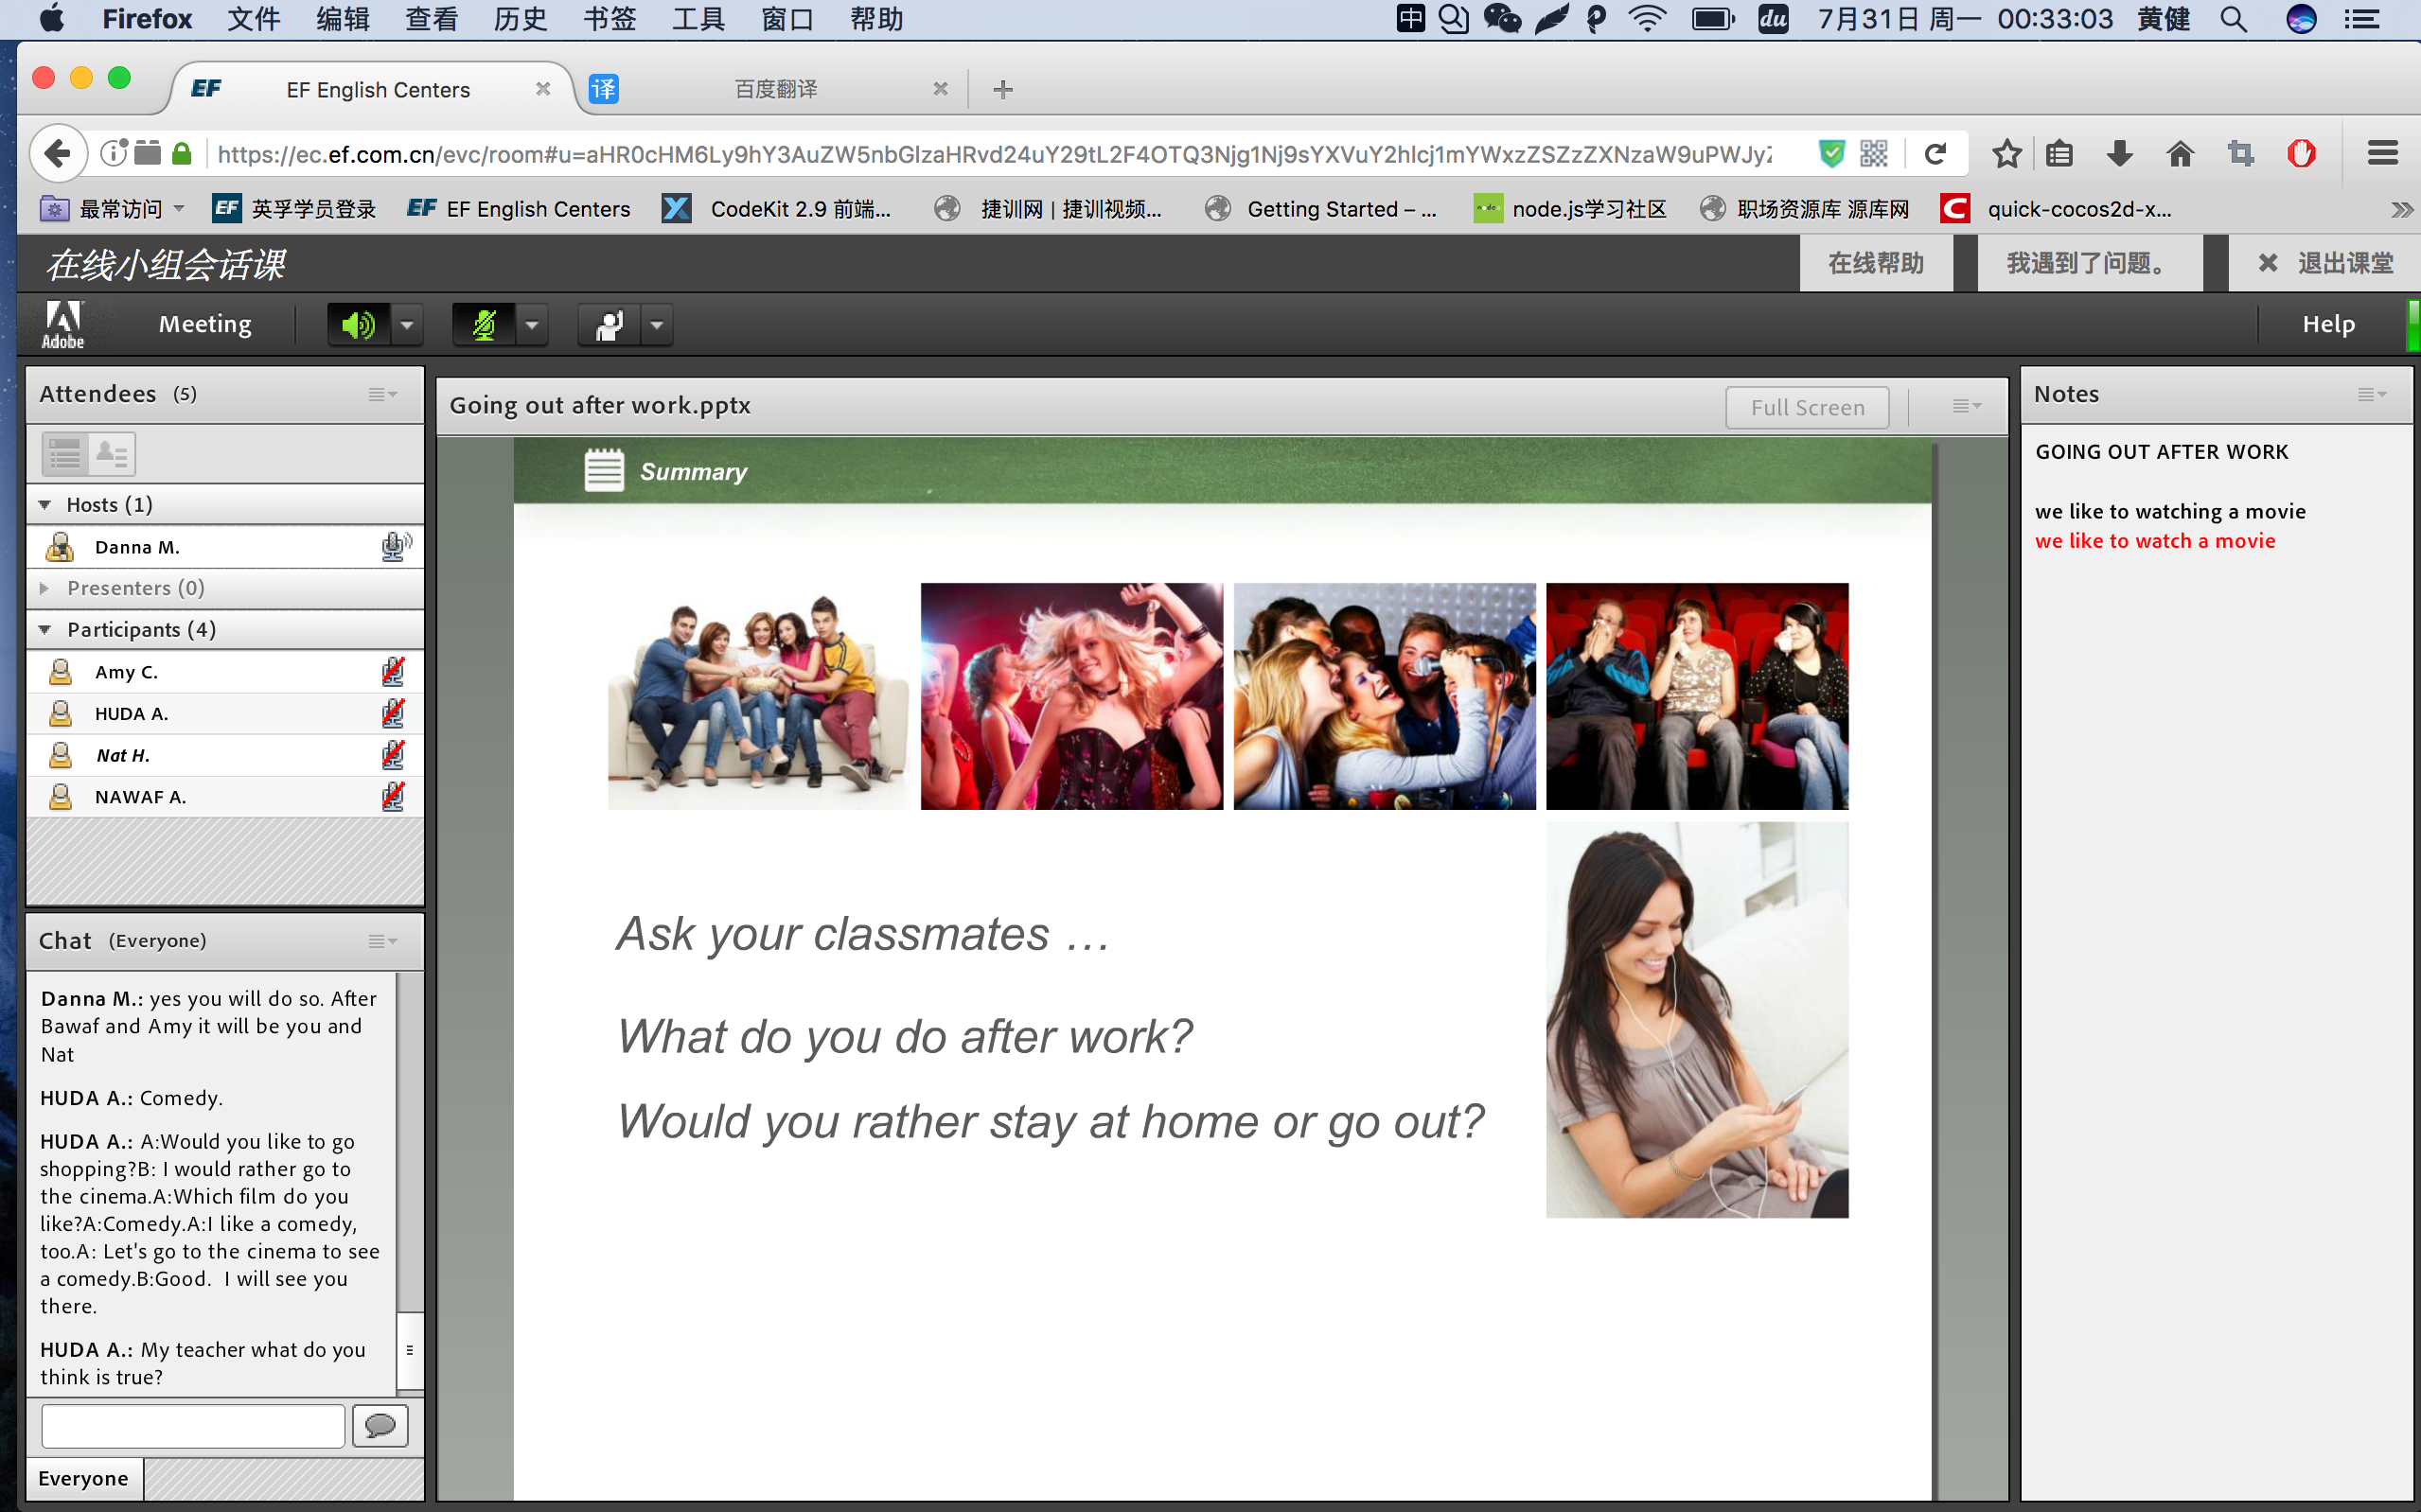 Firefox 文件 编辑 查看 历史 书签 工具 窗口 帮助 中 du 7月31日 周一 00:33:03 黄健
EF EF English Centers 译 百度翻译
https://ec.ef.com.cn/evc/room#u=
最常访问 EF 英孚学员登录 EF EF English Centers CodeKit 2.9 前端... 捷训网 | 捷训视频... Getting Started – ... node.js学习社区 职场资源库 源库网 quick-cocos2d-x...
在线小组会话课 在线帮助 我遇到了问题。 退出课堂
Adobe Meeting Help
Attendees (5)
Hosts (1)
Danna M.
Presenters (0)
Participants (4)
Amy C.
HUDA A.
Nat H.
NAWAF A.
Chat (Everyone)
Danna M.: yes you will do so. After
Bawaf and Amy it will be you and
Nat
HUDA A.: Comedy.
HUDA A.: A:Would you like to go
shopping?B: I would rather go to
the cinema.A:Which film do you
like?A:Comedy.A:I like a comedy,
too.A: Let's go to the cinema to see
a comedy.B:Good.  I will see you
there.
HUDA A.: My teacher what do you
think is true?
Everyone
Going out after work.pptx Full Screen
Summary
Ask your classmates …
What do you do after work?
Would you rather stay at home or go out?
Notes
GOING OUT AFTER WORK
we like to watching a movie
we like to watch a movie